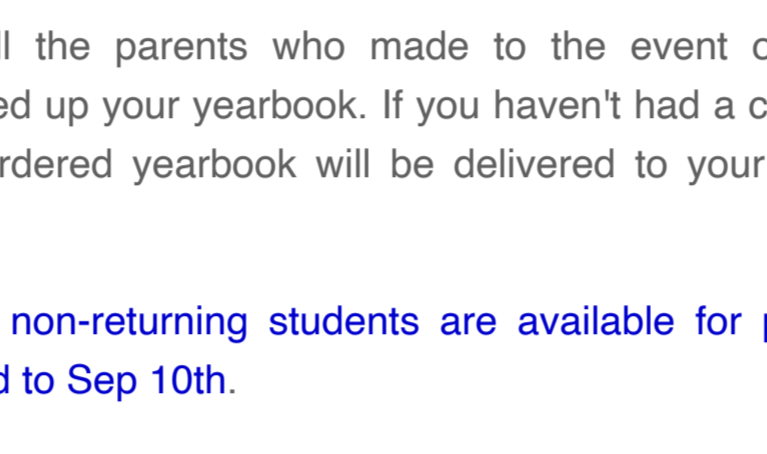 the parents who made to the event
up your yearbook. If you haven't had a
yearbook will be delivered to your
non-returning students are available for
to Sep 10th.